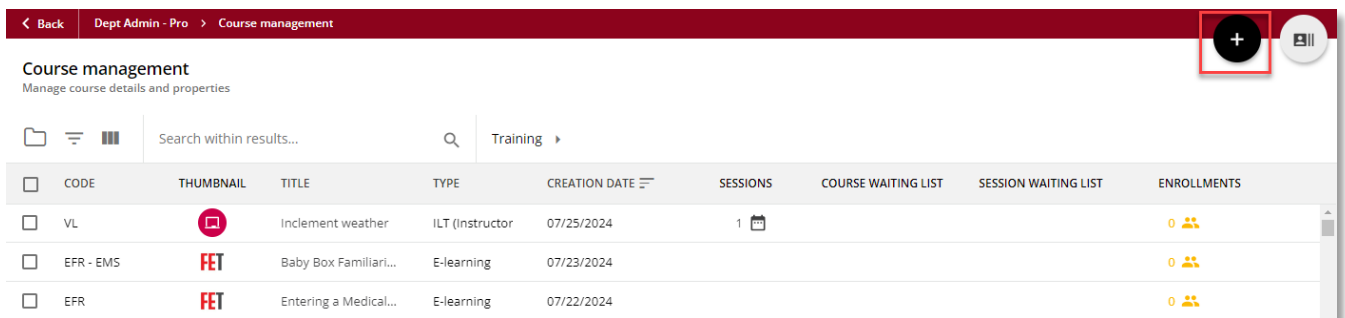 Back Dept Admin - Pro > Course management
+
Course management
Manage course details and properties
Search within results... Training
CODE THUMBNAIL TITLE TYPE CREATION DATE SESSIONS COURSE WAITING LIST SESSION WAITING LIST ENROLLMENTS
VL Inclement weather ILT (Instructor 07/25/2024 1 0
EFR - EMS FET Baby Box Familiari... E-learning 07/23/2024 0
EFR FET Entering a Medical... E-learning 07/22/2024 0